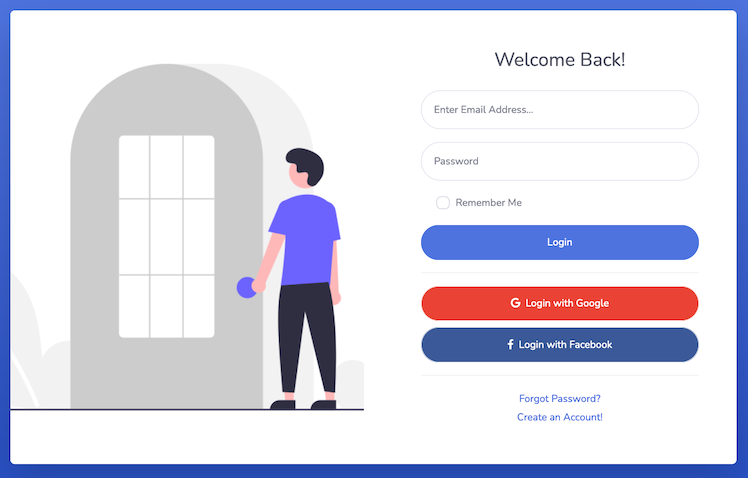 Welcome Back!
Enter Email Address...
Password
Remember Me
Login
Login with Google
Login with Facebook
Forgot Password?
Create an Account!